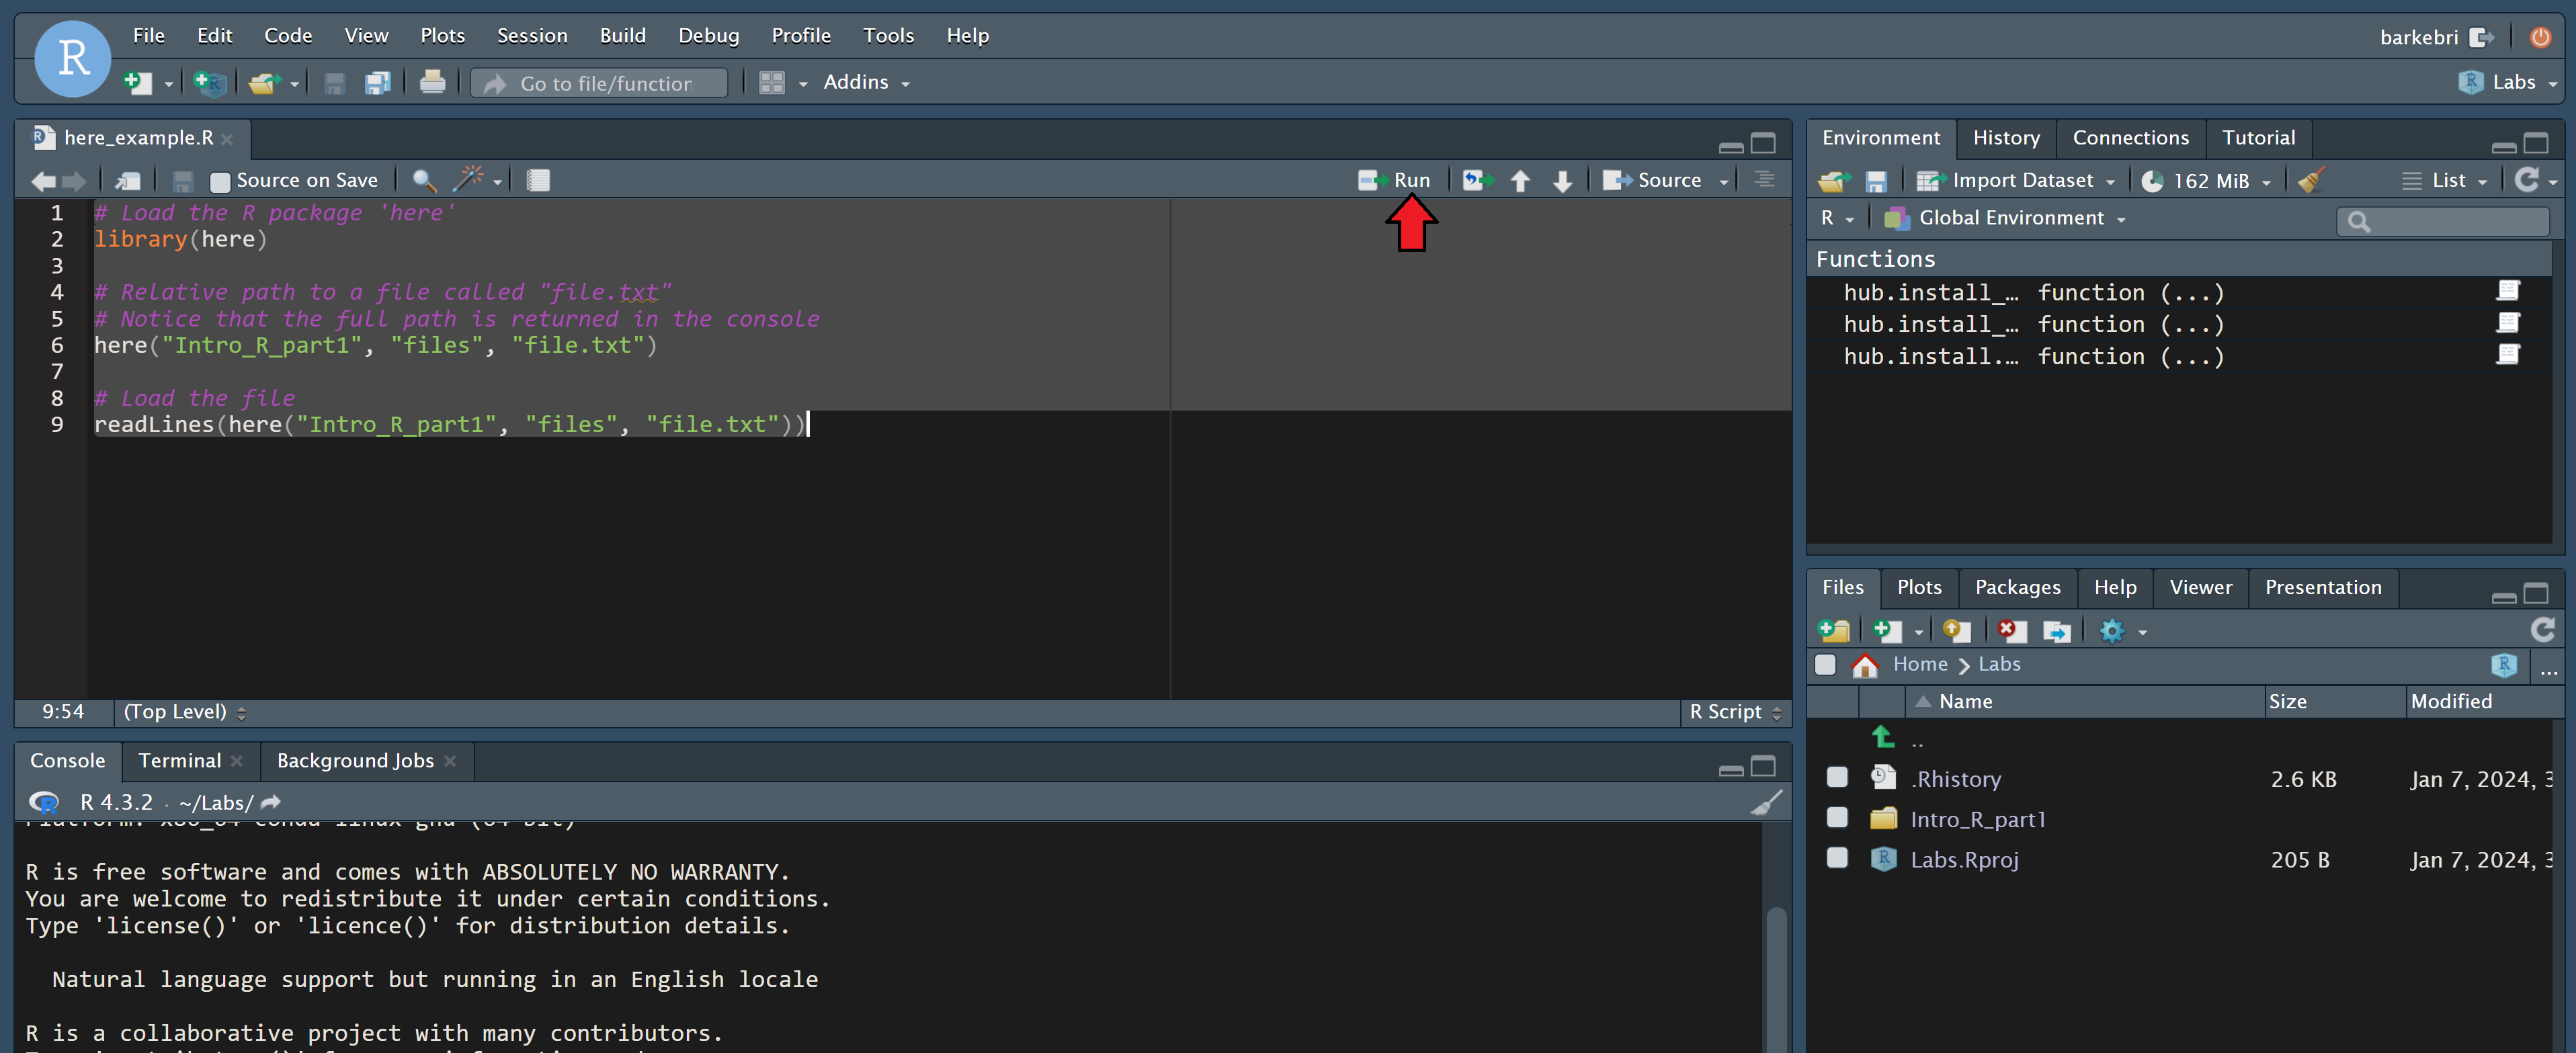 R
File Edit Code View Plots Session Build Debug Profile Tools Help
barkebri
Go to file/function
Addins
Labs
here_example.R
Source on Save
Run
Source
1 # Load the R package 'here'
2 library(here)
3
4 # Relative path to a file called "file.txt"
5 # Notice that the full path is returned in the console
6 here("Intro_R_part1", "files", "file.txt")
7
8 # Load the file
9 readLines(here("Intro_R_part1", "files", "file.txt"))
9:54 (Top Level)
R Script
Console Terminal Background Jobs
R 4.3.2 · ~/Labs/
R is free software and comes with ABSOLUTELY NO WARRANTY.
You are welcome to redistribute it under certain conditions.
Type 'license()' or 'licence()' for distribution details.
Natural language support but running in an English locale
R is a collaborative project with many contributors.
Environment History Connections Tutorial
Import Dataset 162 MiB List
R Global Environment
Functions
hub.install_… function (...)
hub.install_… function (...)
hub.install.… function (...)
Files Plots Packages Help Viewer Presentation
Home Labs ...
Name Size Modified
..
.Rhistory 2.6 KB Jan 7, 2024, 3
Intro_R_part1
Labs.Rproj 205 B Jan 7, 2024, 3